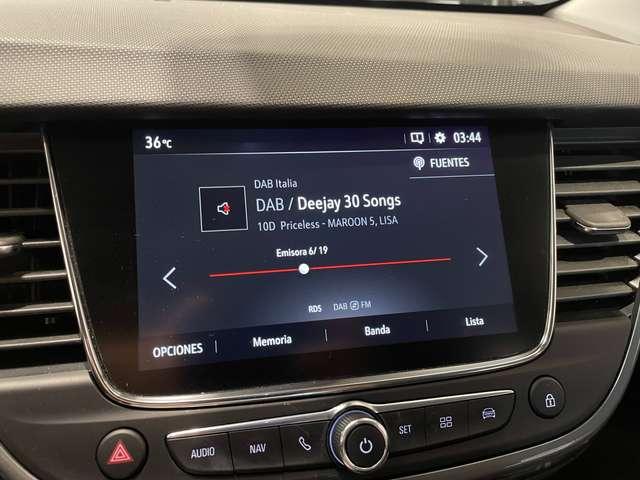 36°C 03:44
FUENTES
DAB Italia
DAB / Deejay 30 Songs
10D Priceless - MAROON 5, LISA
Emisora 6/19
RDS DAB FM
OPCIONES Memoria Banda Lista
AUDIO NAV SET